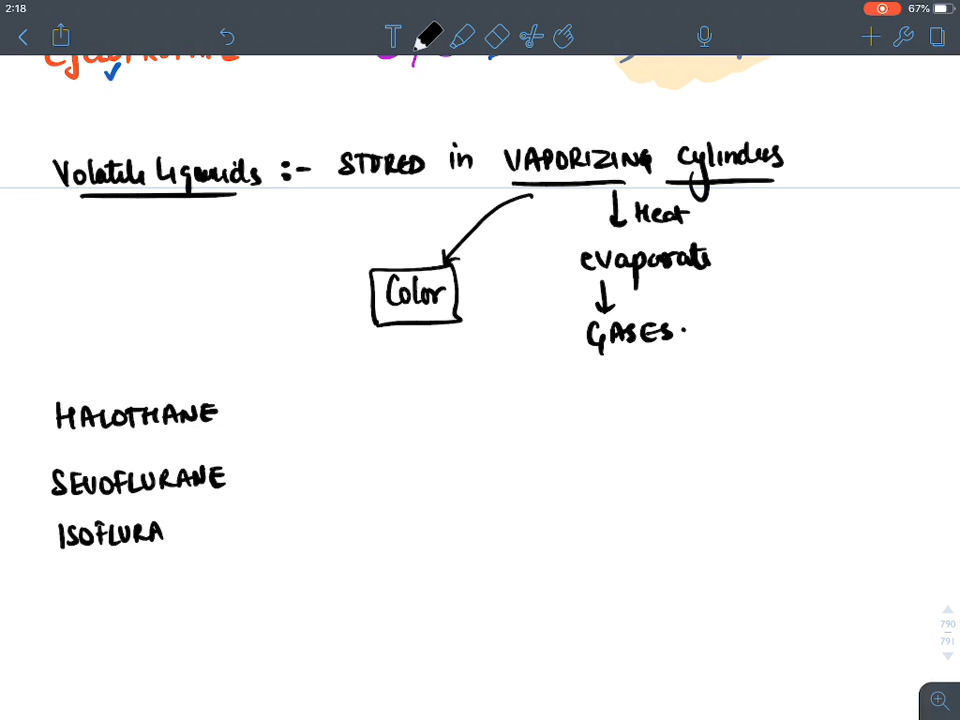 2:18
67%
T
Volatile Liquids :- STORED in VAPORIZING cylinders
Heat
evaporate
Color
GASES.
HALOTHANE
SEVOFLURANE
ISOFLURA
790
791